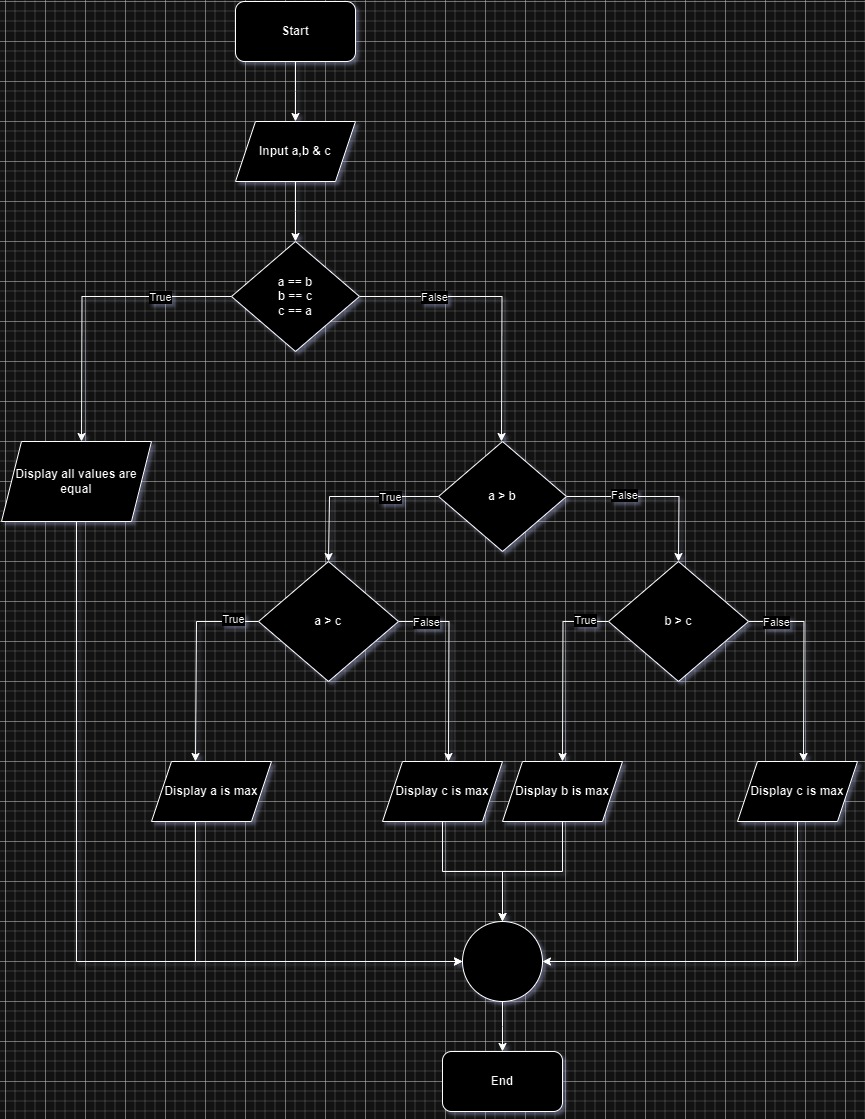 Start
Input a,b & c
a == b
b == c
c == a
True
False
Display all values are
equal
a > b
True
False
a > c
b > c
True
False
True
False
Display a is max
Display c is max
Display b is max
Display c is max
End